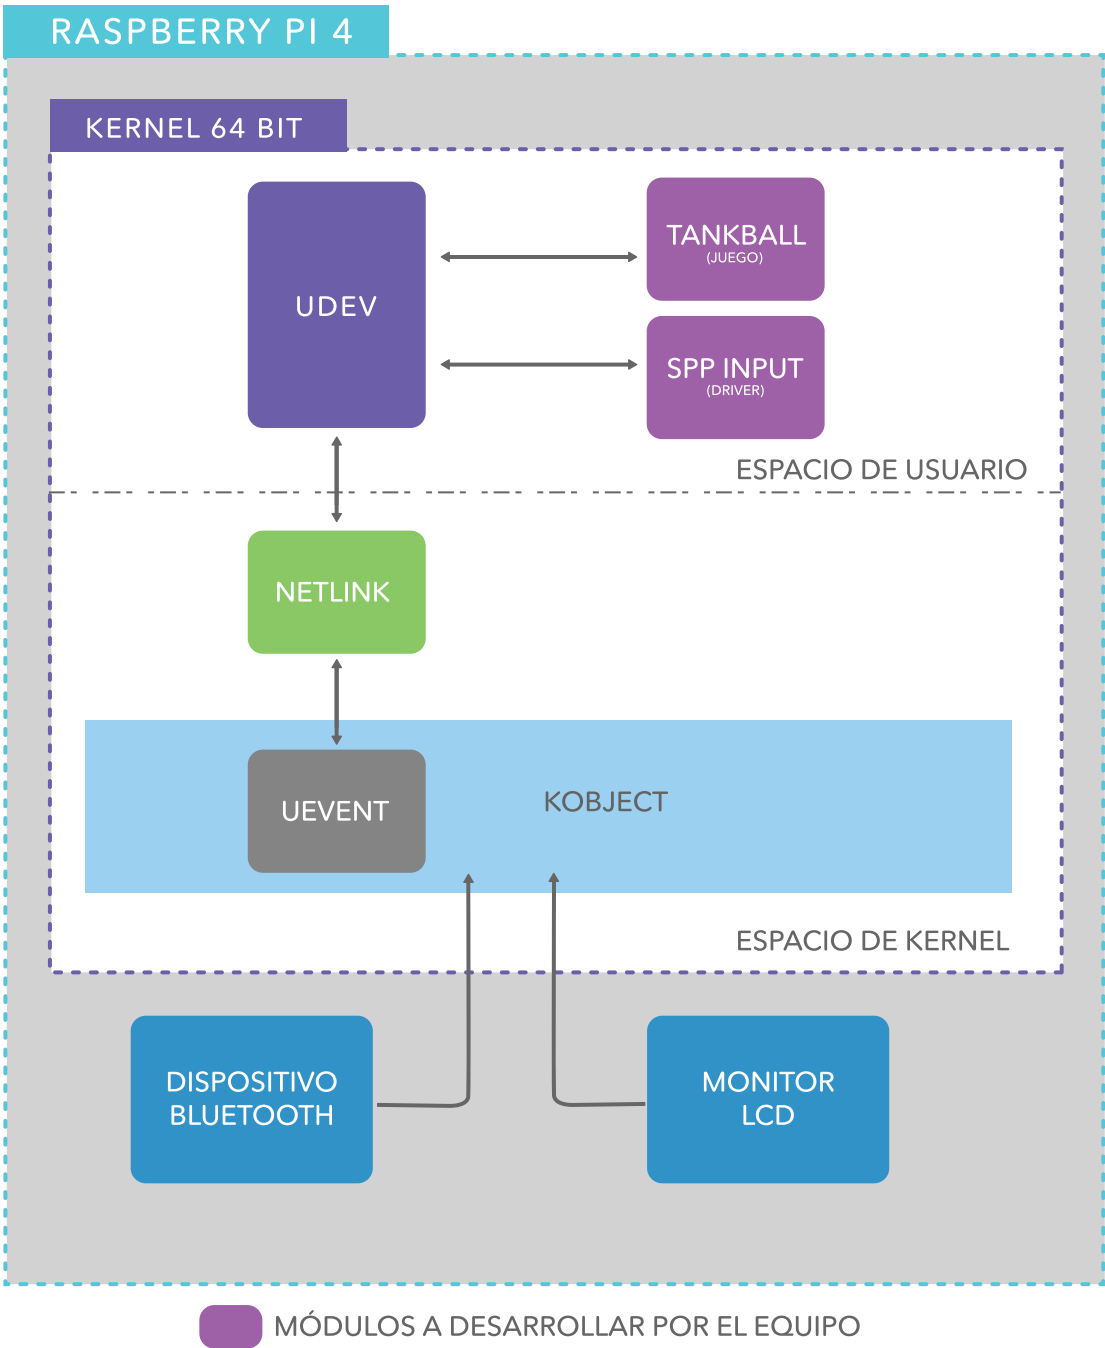 RASPBERRY PI 4
KERNEL 64 BIT
UDEV
TANKBALL
(JUEGO)
SPP INPUT
(DRIVER)
ESPACIO DE USUARIO
NETLINK
UEVENT
KOBJECT
ESPACIO DE KERNEL
DISPOSITIVO
BLUETOOTH
MONITOR
LCD
MÓDULOS A DESARROLLAR POR EL EQUIPO